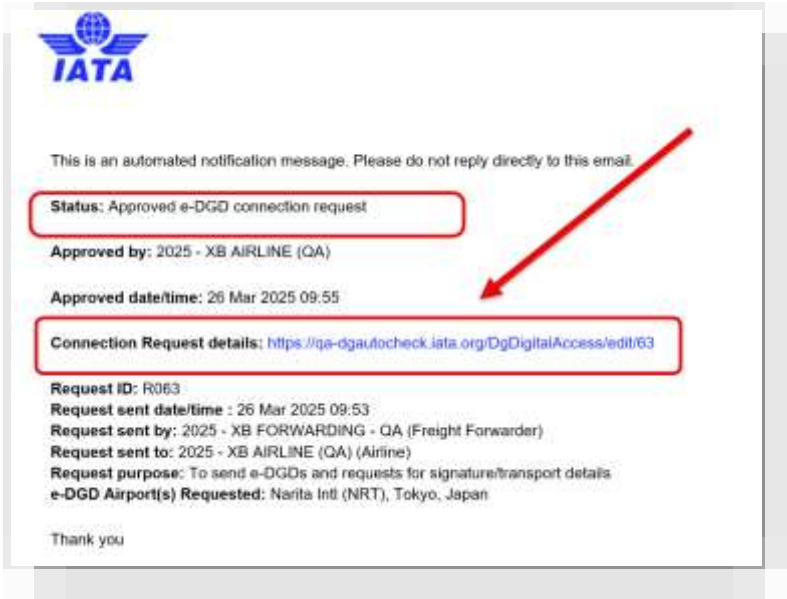 IATA
This is an automated notification message. Please do not reply directly to this email.
Status: Approved e-DGD connection request
Approved by: 2025 - XB AIRLINE (QA)
Approved date/time: 26 Mar 2025 09:55
Connection Request details: https://qa-dgautocheck.iata.org/DgDigitalAccess/edit/63
Request ID: R063
Request sent date/time : 26 Mar 2025 09:53
Request sent by: 2025 - XB FORWARDING - QA (Freight Forwarder)
Request sent to: 2025 - XB AIRLINE (QA) (Airline)
Request purpose: To send e-DGDs and requests for signature/transport details
e-DGD Airport(s) Requested: Narita Intl (NRT), Tokyo, Japan
Thank you